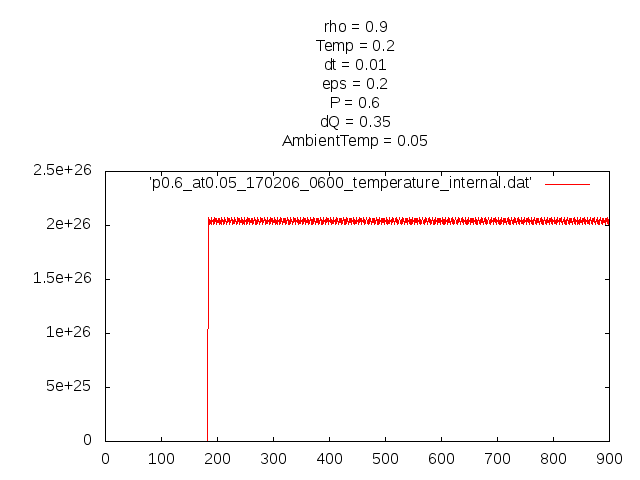 rho = 0.9
Temp = 0.2
dt = 0.01
eps = 0.2
P = 0.6
dQ = 0.35
AmbientTemp = 0.05
2.5e+26
'p0.6_at0.05_170206_0600_temperature_internal.dat'
2e+26
1.5e+26
1e+26
5e+25
0
0 100 200 300 400 500 600 700 800 900